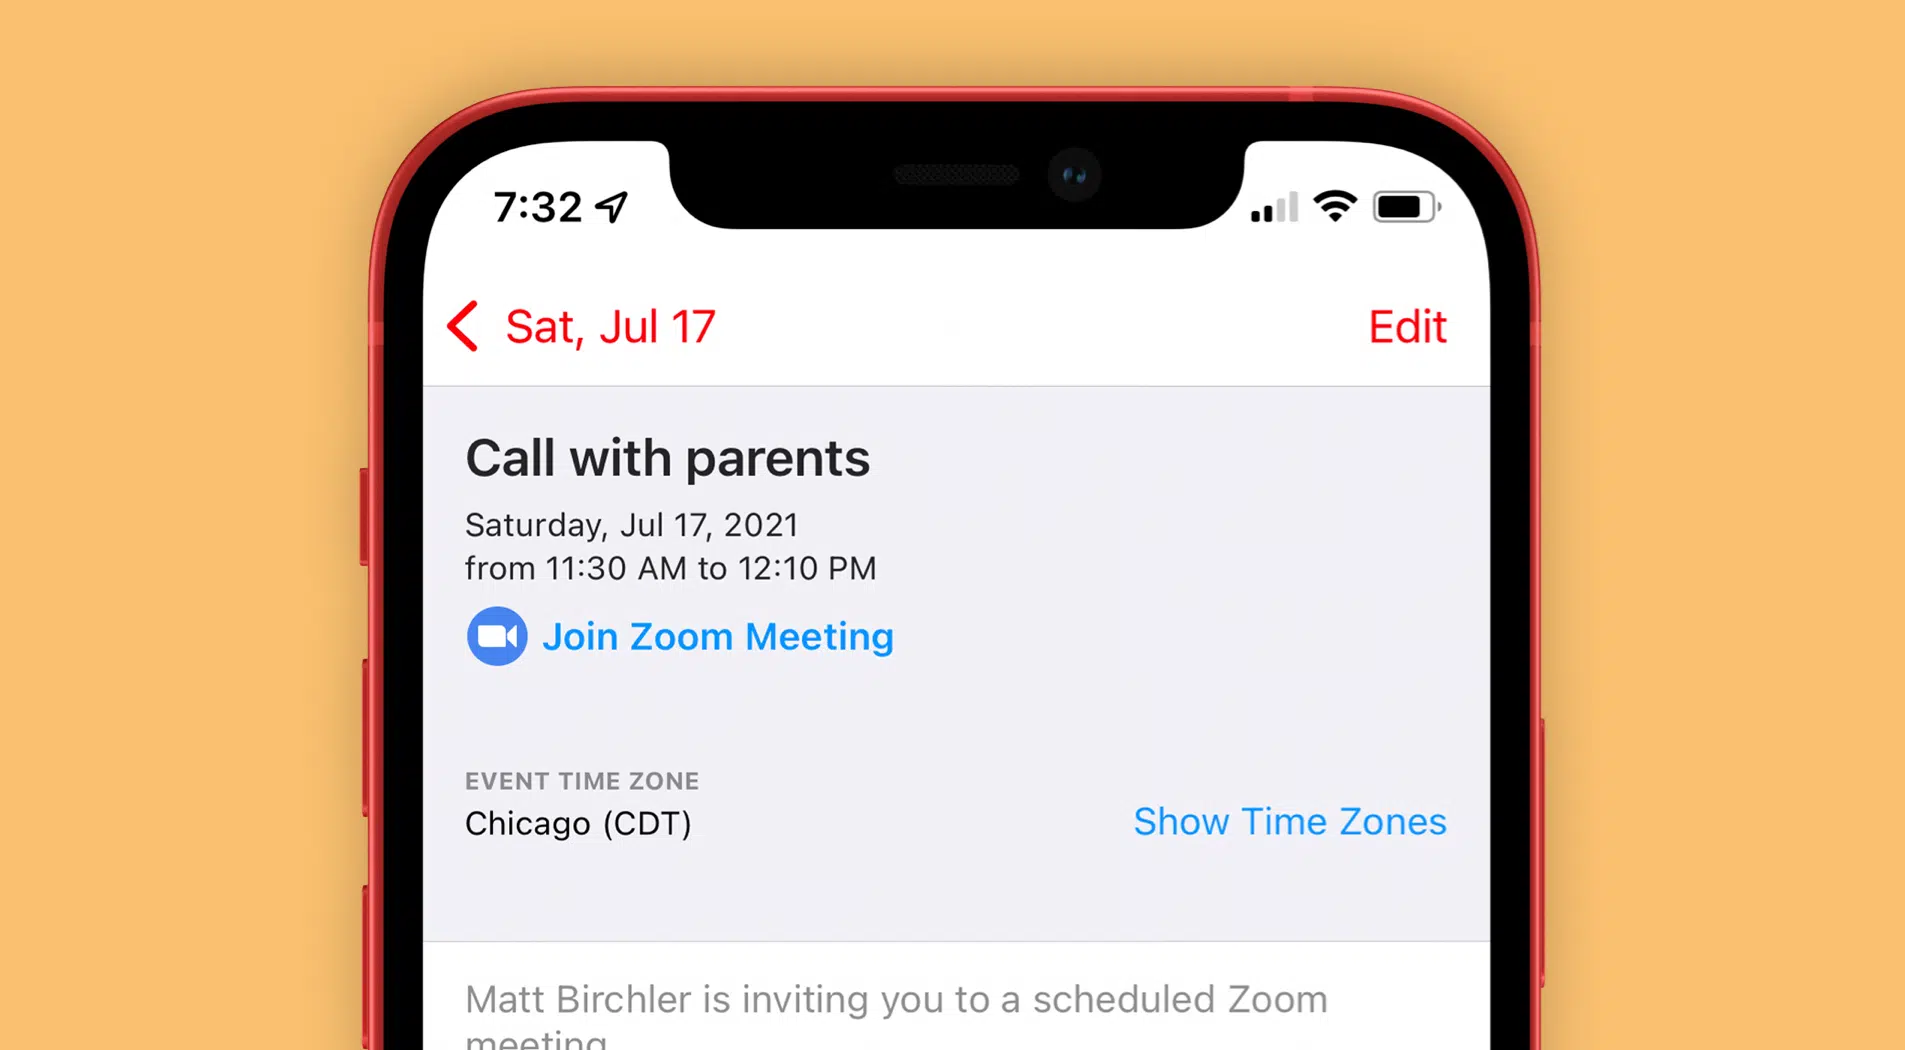 7:32
Sat, Jul 17
Edit
Call with parents
Saturday, Jul 17, 2021
from 11:30 AM to 12:10 PM
Join Zoom Meeting
EVENT TIME ZONE
Chicago (CDT)
Show Time Zones
Matt Birchler is inviting you to a scheduled Zoom
meeting